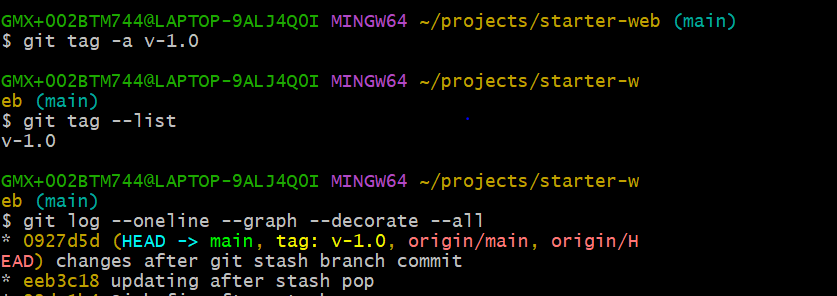 GMX+002BTM744@LAPTOP-9ALJ4Q0I MINGW64 ~/projects/starter-web (main)
$ git tag -a v-1.0
GMX+002BTM744@LAPTOP-9ALJ4Q0I MINGW64 ~/projects/starter-w
eb (main)
$ git tag --list
v-1.0
GMX+002BTM744@LAPTOP-9ALJ4Q0I MINGW64 ~/projects/starter-w
eb (main)
$ git log --oneline --graph --decorate --all
* 0927d5d (HEAD -> main, tag: v-1.0, origin/main, origin/H
EAD) changes after git stash branch commit
* eeb3c18 updating after stash pop